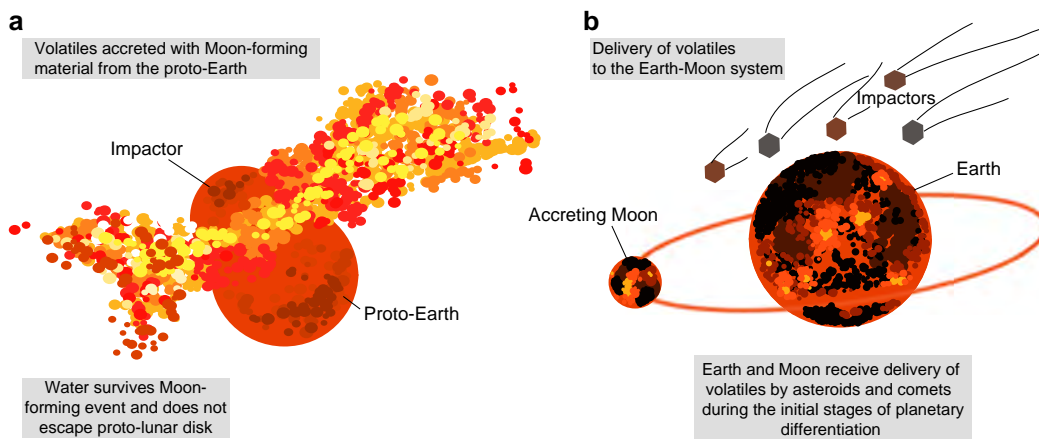 a
Volatiles accreted with Moon-forming
material from the proto-Earth
Impactor
Proto-Earth
Water survives Moon-
forming event and does not
escape proto-lunar disk
b
Delivery of volatiles
to the Earth-Moon system
Impactors
Earth
Accreting Moon
Earth and Moon receive delivery of
volatiles by asteroids and comets
during the initial stages of planetary
differentiation